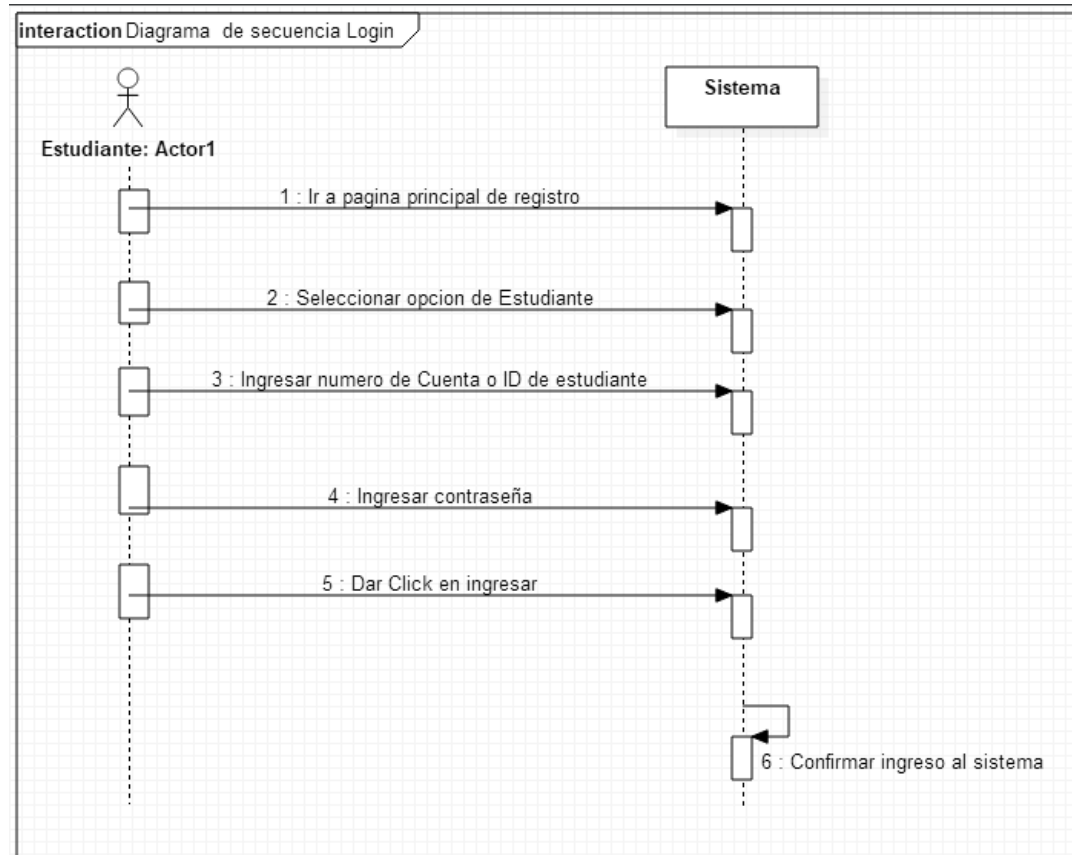 interaction Diagrama de secuencia Login
Sistema
Estudiante: Actor1
1 : Ir a pagina principal de registro
2 : Seleccionar opcion de Estudiante
3 : Ingresar numero de Cuenta o ID de estudiante
4 : Ingresar contraseña
5 : Dar Click en ingresar
6 : Confirmar ingreso al sistema